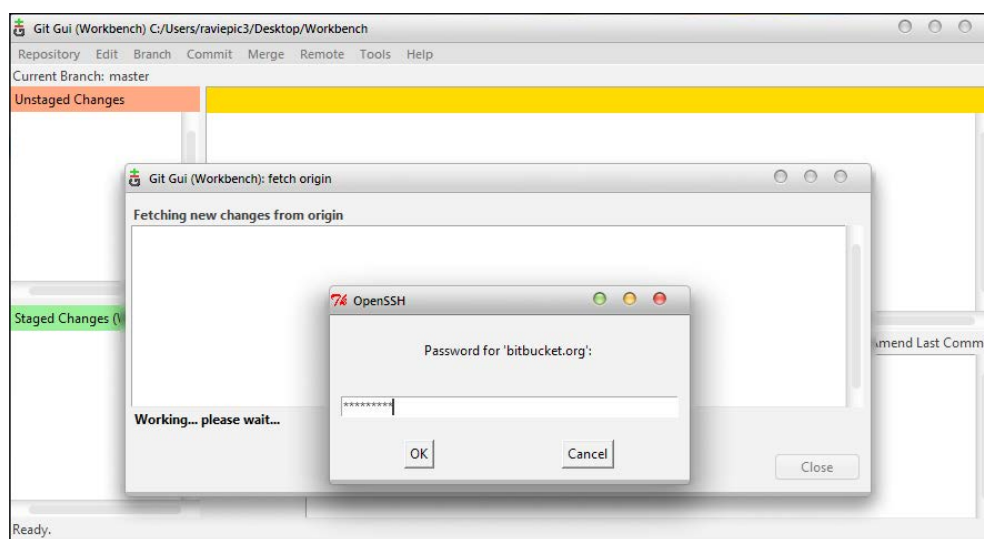 Git Gui (Workbench) C:/Users/raviepic3/Desktop/Workbench
Repository Edit Branch Commit Merge Remote Tools Help
Current Branch: master
Unstaged Changes
Git Gui (Workbench): fetch origin
Fetching new changes from origin
OpenSSH
Password for 'bitbucket.org':
*********
OK Cancel
Working... please wait...
Close
Staged Changes (
Amend Last Comm
Ready.